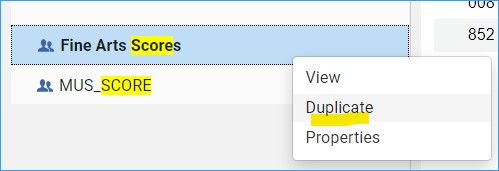 008
Fine Arts Scores
852
MUS_SCORE
View
Duplicate
Properties